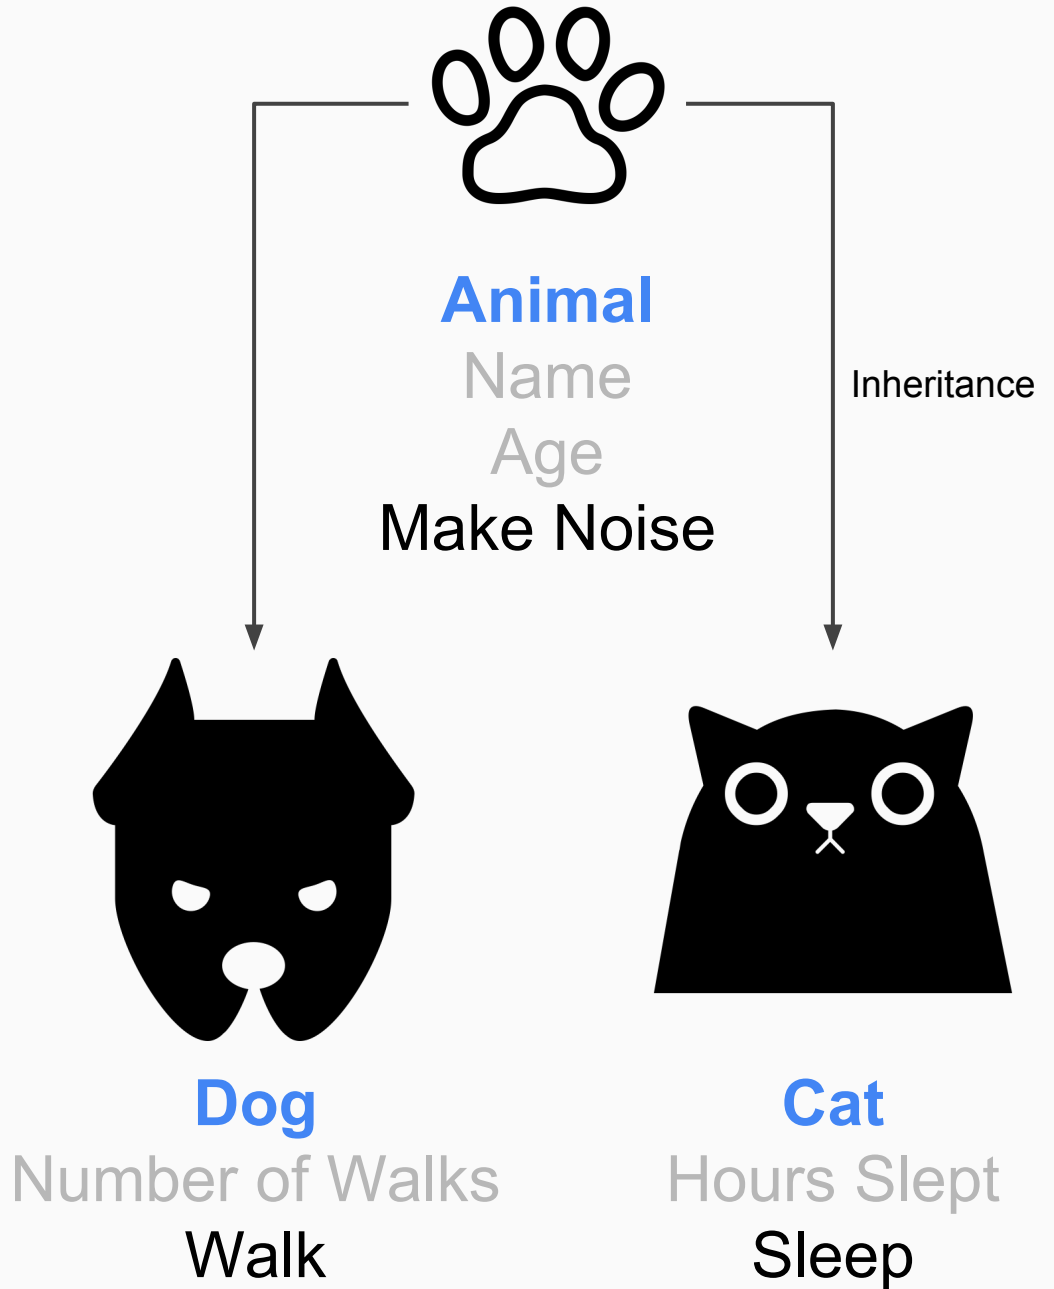 Animal
Name
Age
Make Noise
Inheritance
Dog
Number of Walks
Walk
Cat
Hours Slept
Sleep